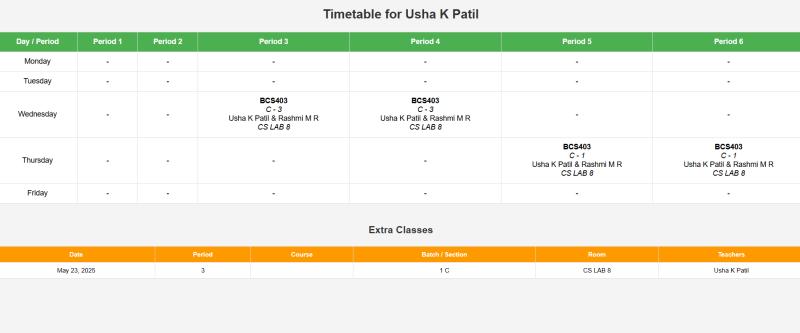 Timetable for Usha K Patil
Day / Period Period 1 Period 2 Period 3 Period 4 Period 5 Period 6
Monday - - - - - -
Tuesday - - - - - -
Wednesday - - BCS403 BCS403 - -
C - 3 C - 3
Usha K Patil & Rashmi M R Usha K Patil & Rashmi M R
CS LAB 8 CS LAB 8
Thursday - - - - BCS403 BCS403
C - 1 C - 1
Usha K Patil & Rashmi M R Usha K Patil & Rashmi M R
CS LAB 8 CS LAB 8
Friday - - - - - -
Extra Classes
Date Period Course Batch / Section Room Teachers
May 23, 2025 3 1 C CS LAB 8 Usha K Patil